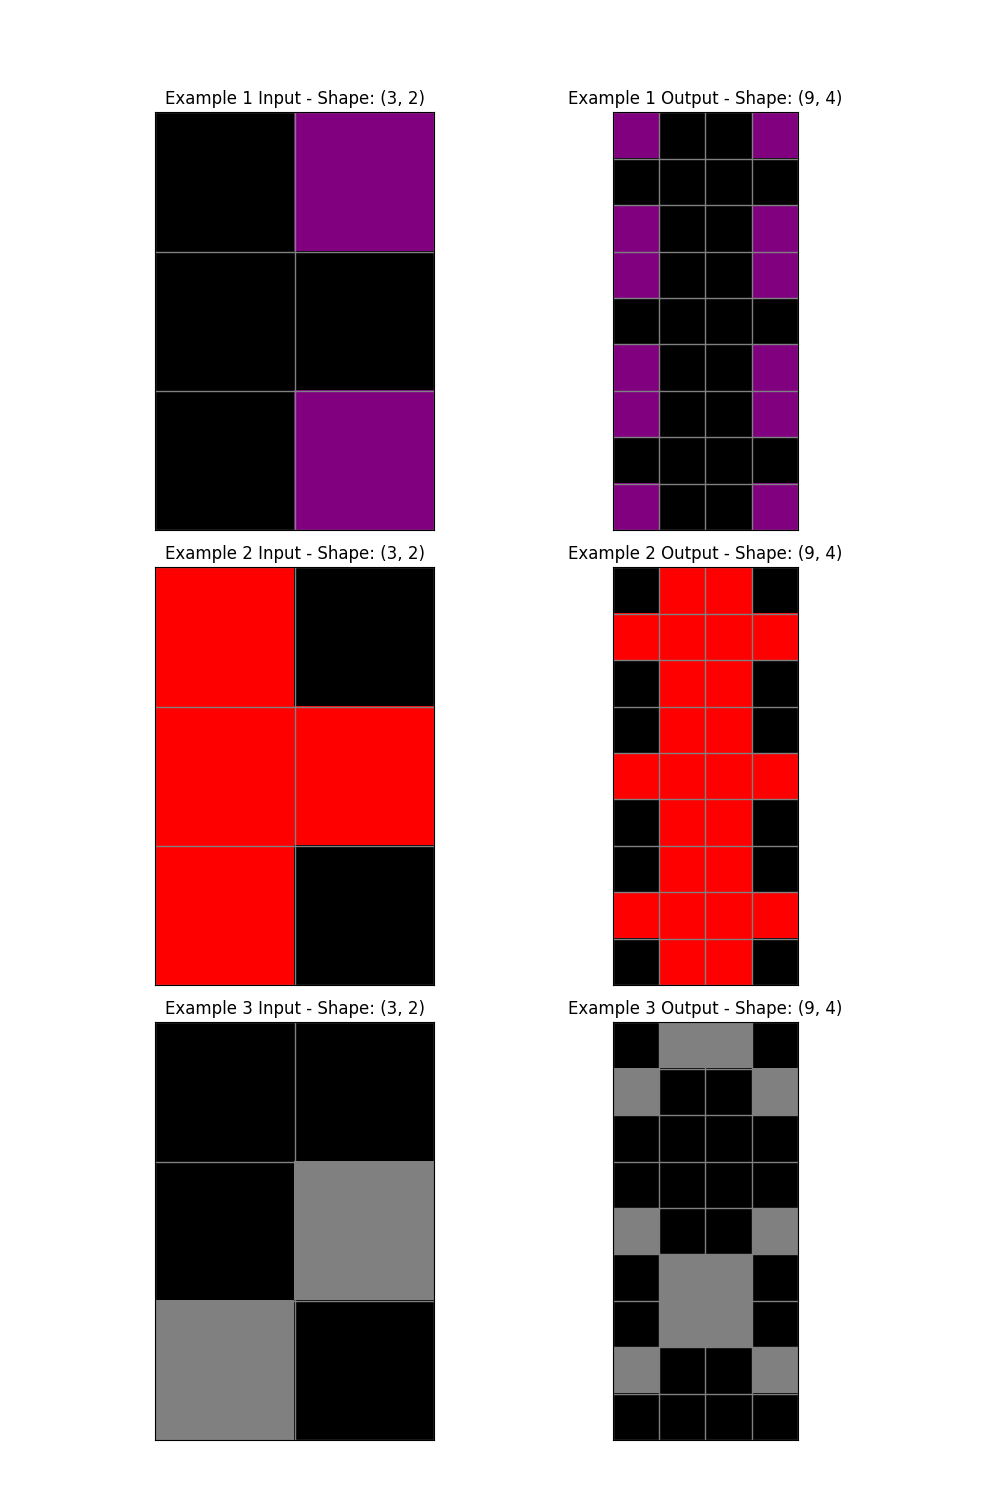 Example 1 Input - Shape: (3, 2)
Example 1 Output - Shape: (9, 4)
Example 2 Input - Shape: (3, 2)
Example 2 Output - Shape: (9, 4)
Example 3 Input - Shape: (3, 2)
Example 3 Output - Shape: (9, 4)